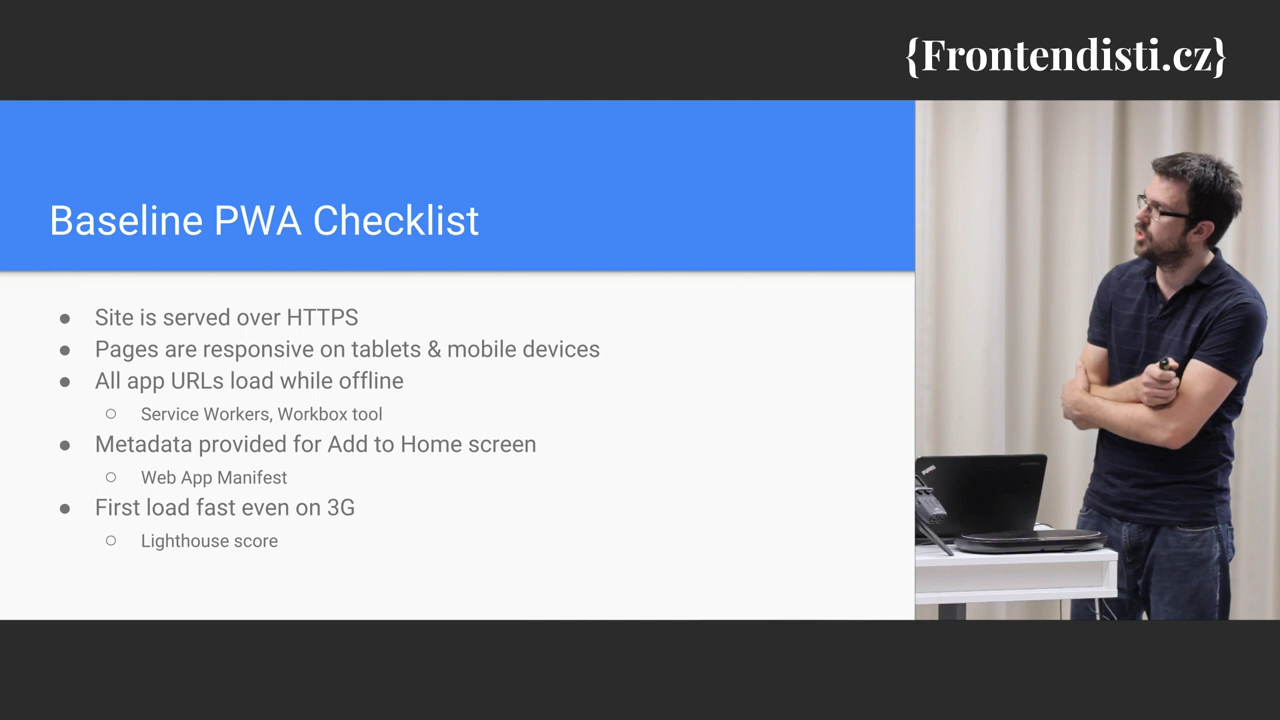 {Frontendisti.cz}
Baseline PWA Checklist
● Site is served over HTTPS
● Pages are responsive on tablets & mobile devices
● All app URLs load while offline
○ Service Workers, Workbox tool
● Metadata provided for Add to Home screen
○ Web App Manifest
● First load fast even on 3G
○ Lighthouse score